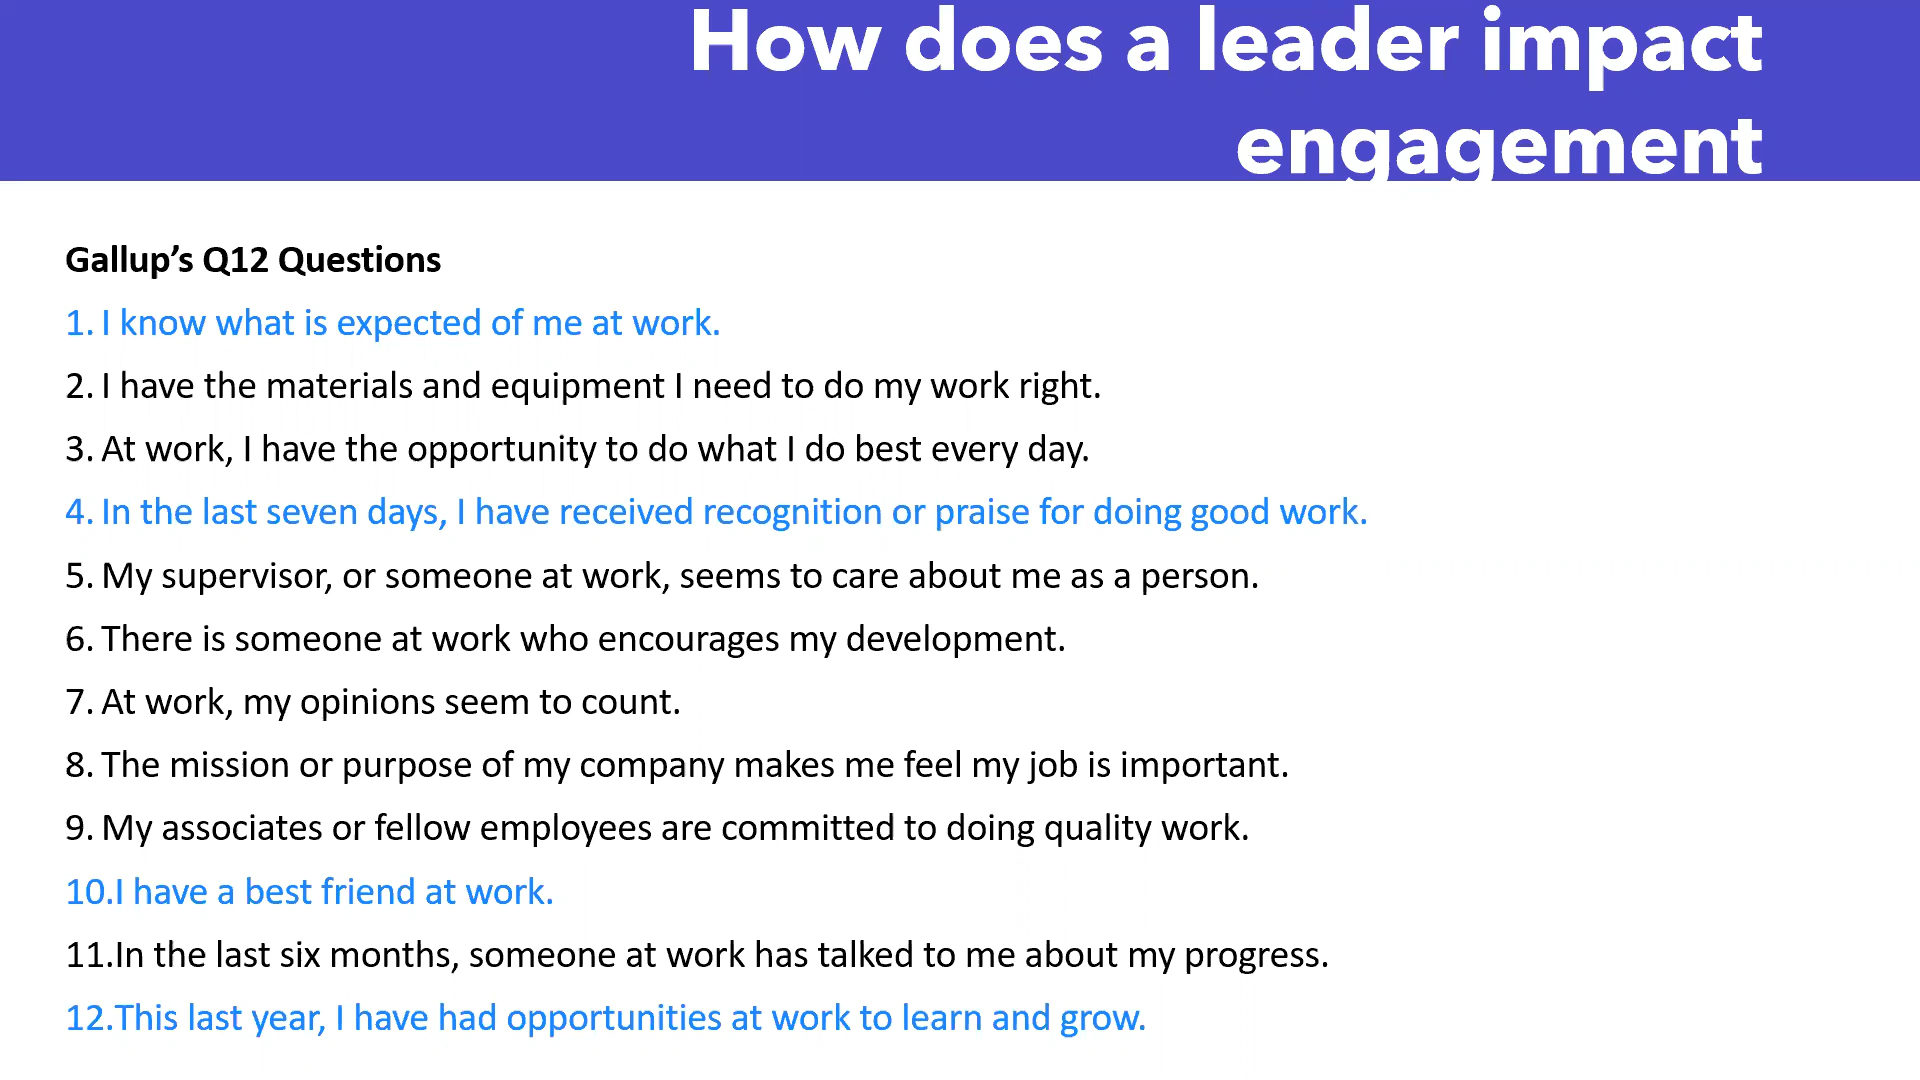 How does a leader impact
engagement
Gallup’s Q12 Questions
1. I know what is expected of me at work.
2. I have the materials and equipment I need to do my work right.
3. At work, I have the opportunity to do what I do best every day.
4. In the last seven days, I have received recognition or praise for doing good work.
5. My supervisor, or someone at work, seems to care about me as a person.
6. There is someone at work who encourages my development.
7. At work, my opinions seem to count.
8. The mission or purpose of my company makes me feel my job is important.
9. My associates or fellow employees are committed to doing quality work.
10.I have a best friend at work.
11.In the last six months, someone at work has talked to me about my progress.
12.This last year, I have had opportunities at work to learn and grow.